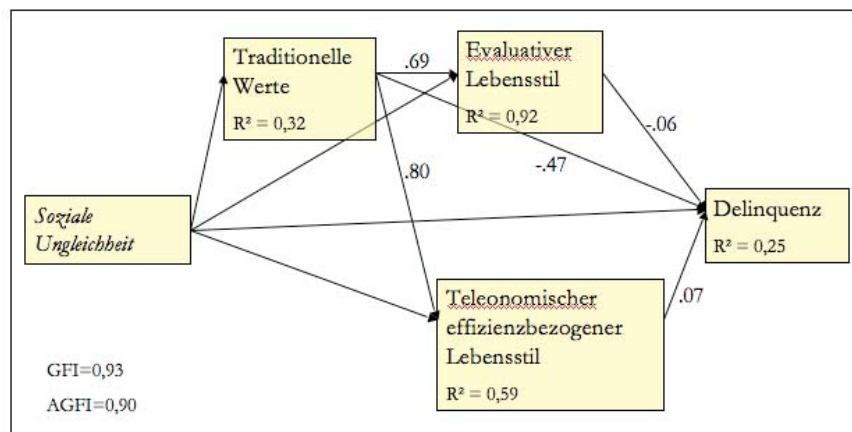 Traditionelle
Werte
R² = 0,32
.69
Evaluativer
Lebensstil
R² = 0,92
-.06
.80
-.47
Soziale
Ungleichheit
Delinquenz
R² = 0,25
Teleonomischer
effizienzbezogener
Lebensstil
R² = 0,59
.07
GFI=0,93
AGFI=0,90